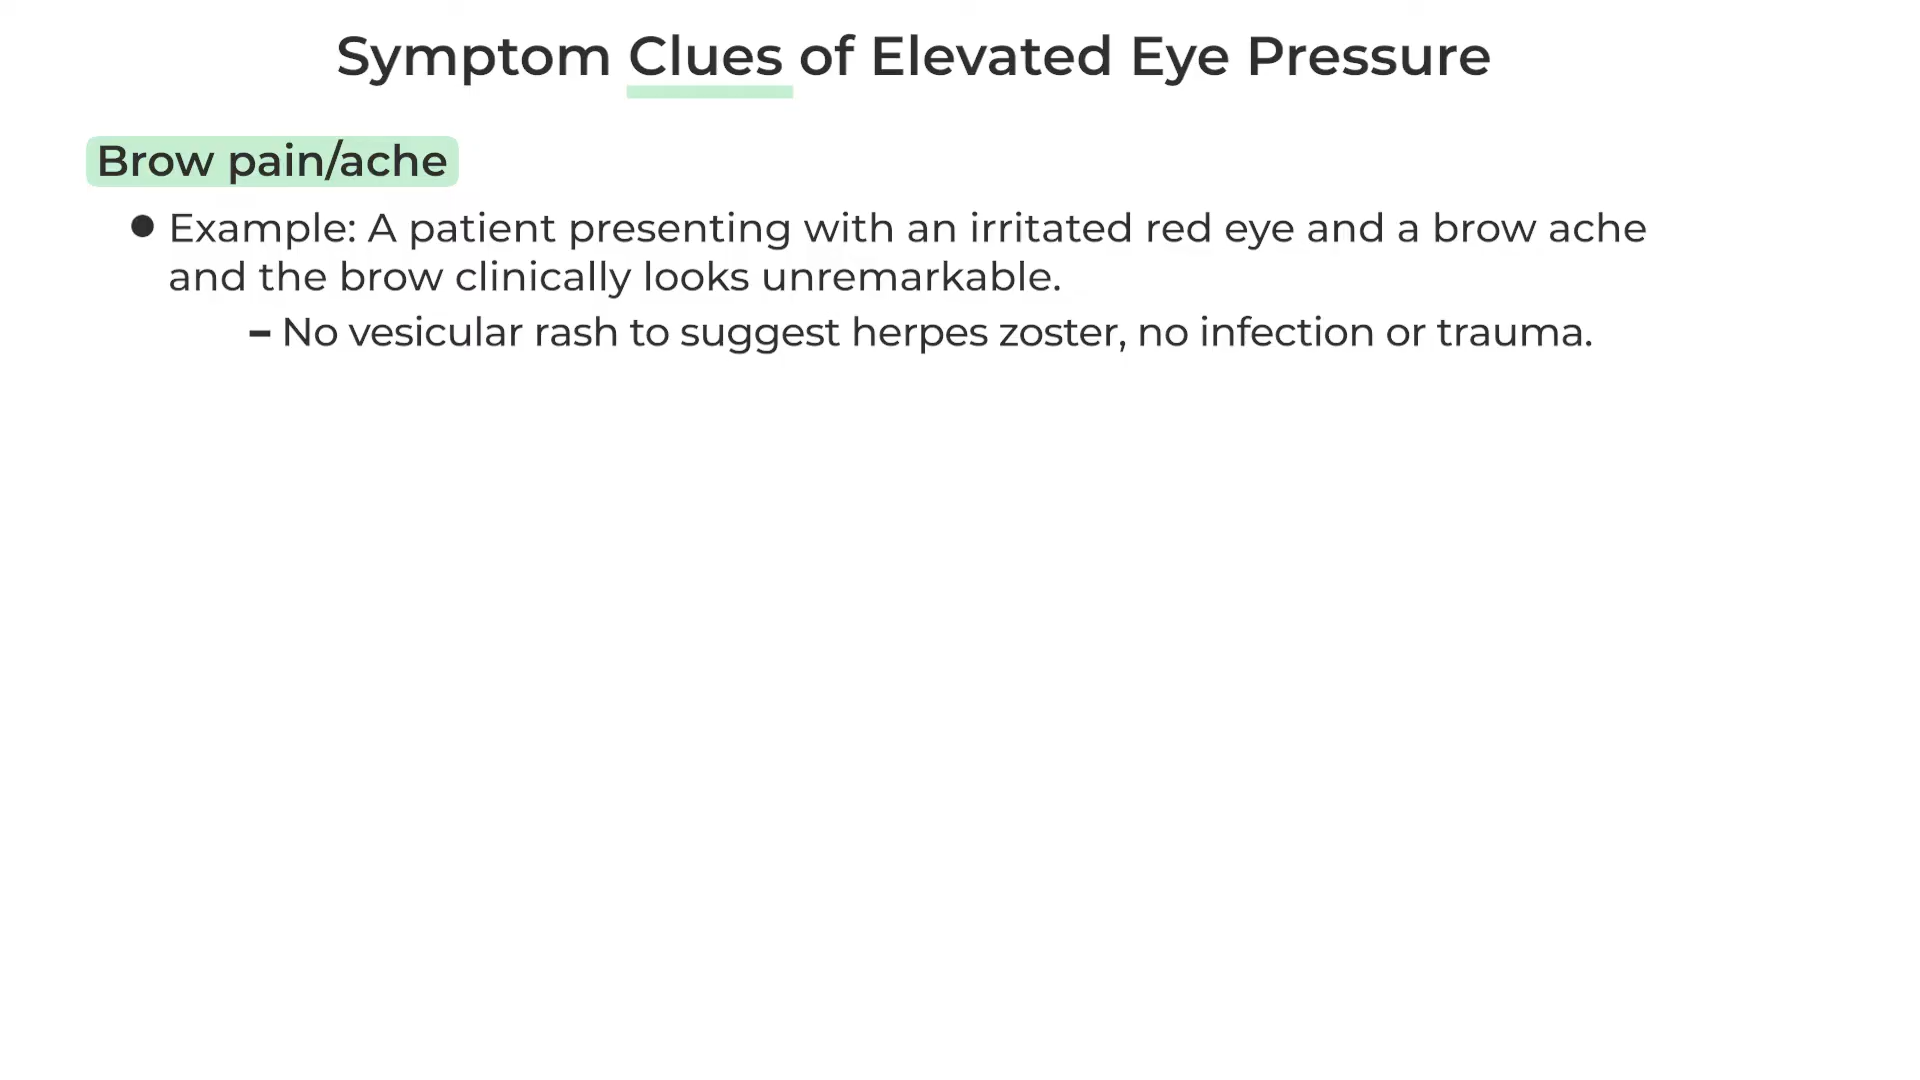 Symptom Clues of Elevated Eye Pressure
Brow pain/ache
● Example: A patient presenting with an irritated red eye and a brow ache
and the brow clinically looks unremarkable.
– No vesicular rash to suggest herpes zoster, no infection or trauma.